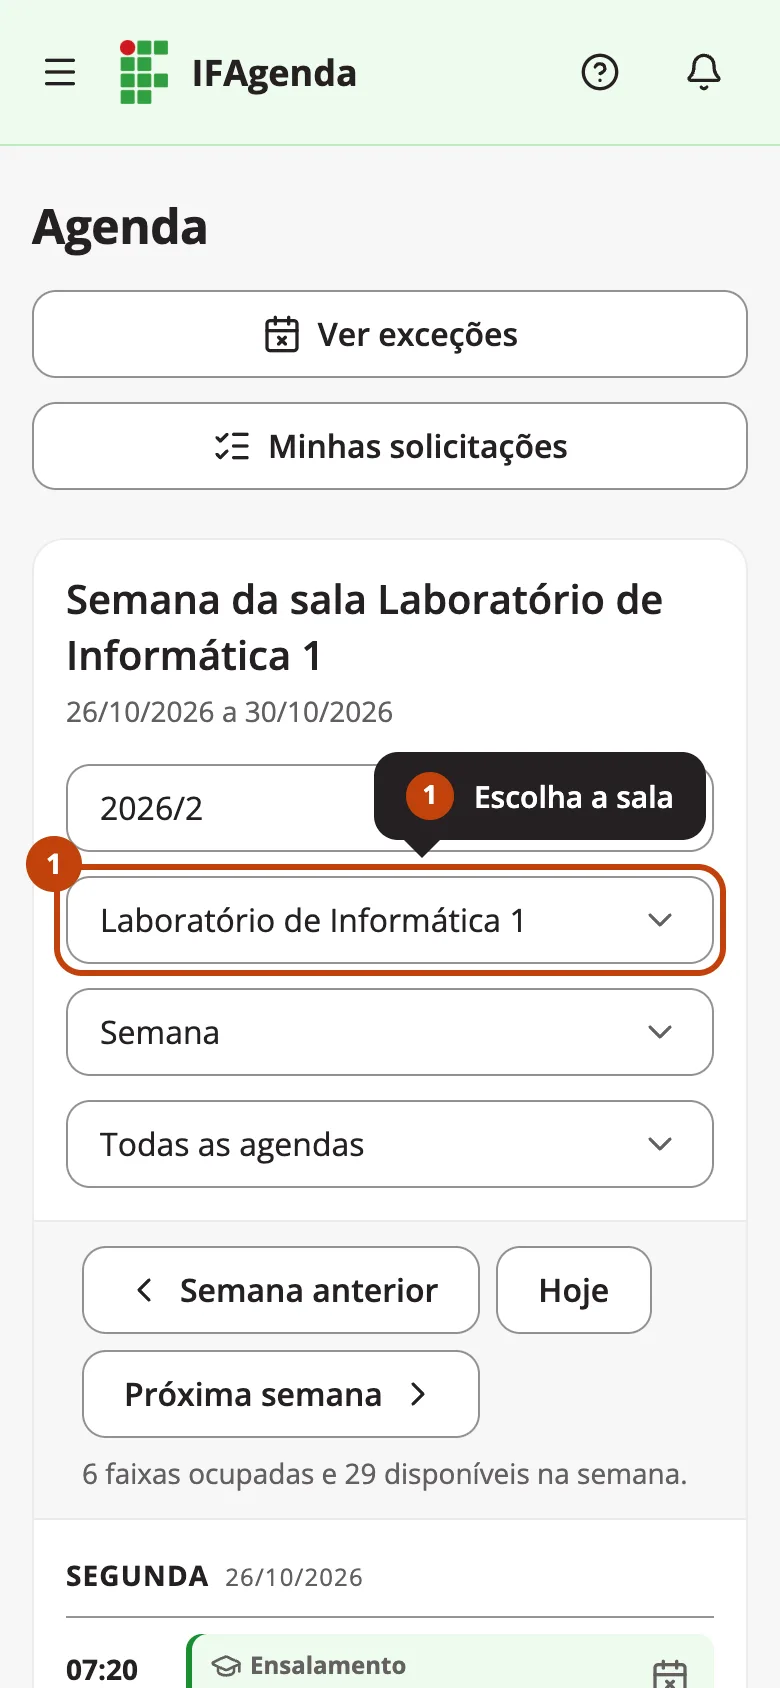 IFAgenda
Agenda
Ver exceções
Minhas solicitações
Semana da sala Laboratório de
Informática 1
26/10/2026 a 30/10/2026
2026/2
1 Escolha a sala
1
Laboratório de Informática 1
Semana
Todas as agendas
Semana anterior
Hoje
Próxima semana
6 faixas ocupadas e 29 disponíveis na semana.
SEGUNDA 26/10/2026
07:20
Ensalamento